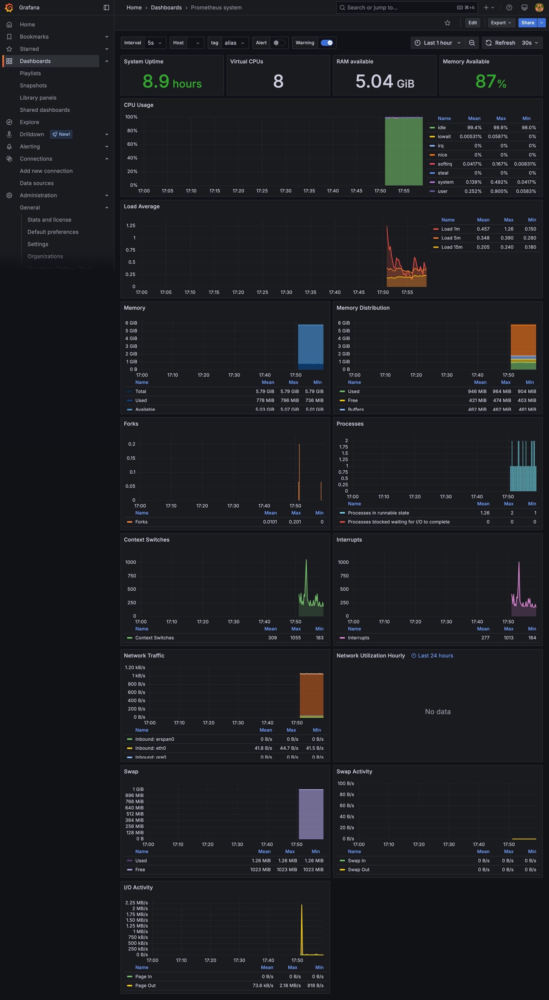 Grafana
Home › Dashboards › Prometheus system
Search or jump to... ⌘+k
Edit Export Share
Home
Bookmarks
Starred
Dashboards
Playlists
Snapshots
Library panels
Shared dashboards
Explore
Drilldown New!
Alerting
Connections
Add new connection
Data sources
Administration
General
Stats and license
Default preferences
Settings
Organizations
Migrate to Grafana Cloud
Interval 5s Host tag alias Alert Warning Last 1 hour Refresh 30s
System Uptime
8.9 hours
Virtual CPUs
8
RAM available
5.04 GiB
Memory Available
87%
CPU Usage
100%
80%
60%
40%
20%
0%
17:00 17:05 17:10 17:15 17:20 17:25 17:30 17:35 17:40 17:45 17:50 17:55
Name Mean Max Min
idle 99.4% 99.9% 98.0%
iowait 0.00531% 0.0587% 0%
irq 0% 0% 0%
nice 0% 0% 0%
softirq 0.0417% 0.167% 0.00831%
steal 0% 0% 0%
system 0.139% 0.492% 0.0417%
user 0.252% 0.900% 0.0583%
Load Average
1.25
1
0.75
0.5
0.25
0
17:00 17:05 17:10 17:15 17:20 17:25 17:30 17:35 17:40 17:45 17:50 17:55
Name Mean Max Min
Load 1m 0.457 1.26 0.150
Load 5m 0.348 0.390 0.280
Load 15m 0.205 0.240 0.180
Memory
6 GiB
5 GiB
4 GiB
3 GiB
2 GiB
1 GiB
0 B
17:00 17:10 17:20 17:30 17:40 17:50
Name Mean Max Min
Total 5.79 GiB 5.79 GiB 5.79 GiB
Used 778 MiB 796 MiB 736 MiB
Available 5.03 GiB 5.07 GiB 5.01 GiB
Memory Distribution
6 GiB
5 GiB
4 GiB
3 GiB
2 GiB
1 GiB
0 B
17:00 17:10 17:20 17:30 17:40 17:50
Name Mean Max Min
Used 946 MiB 964 MiB 904 MiB
Free 421 MiB 474 MiB 403 MiB
Buffers 462 MiB 462 MiB 461 MiB
Forks
0.2
0.15
0.1
0.05
0
17:00 17:10 17:20 17:30 17:40 17:50
Name Mean Max Min
Forks 0.0101 0.201 0
Processes
2
1.75
1.5
1.25
1
0.75
0.5
0.25
0
17:00 17:10 17:20 17:30 17:40 17:50
Name Mean Max Min
Processes in runnable state 1.26 2 1
Processes blocked waiting for I/O to complete 0 0 0
Context Switches
1000
750
500
250
0
17:00 17:10 17:20 17:30 17:40 17:50
Name Mean Max Min
Context Switches 309 1055 183
Interrupts
1000
750
500
250
0
17:00 17:10 17:20 17:30 17:40 17:50
Name Mean Max Min
Interrupts 277 1013 164
Network Traffic
1.20 kB/s
1 kB/s
800 B/s
600 B/s
400 B/s
200 B/s
0 B/s
17:00 17:10 17:20 17:30 17:40 17:50
Name Mean Max Min
Inbound: erspan0 0 B/s 0 B/s 0 B/s
Inbound: eth0 41.8 B/s 44.7 B/s 41.5 B/s
Inbound: gre0 0 B/s 0 B/s 0 B/s
Network Utilization Hourly Last 24 hours
No data
Swap
1 GiB
896 MiB
768 MiB
640 MiB
512 MiB
384 MiB
256 MiB
128 MiB
0 B
17:00 17:10 17:20 17:30 17:40 17:50
Name Mean Max Min
Used 1.26 MiB 1.26 MiB 1.26 MiB
Free 1023 MiB 1023 MiB 1023 MiB
Swap Activity
100 B/s
80 B/s
60 B/s
40 B/s
20 B/s
0 B/s
17:00 17:10 17:20 17:30 17:40 17:50
Name Mean Max Min
Swap In 0 B/s 0 B/s 0 B/s
Swap Out 0 B/s 0 B/s 0 B/s
I/O Activity
2.25 MB/s
2 MB/s
1.75 MB/s
1.50 MB/s
1.25 MB/s
1 MB/s
750 kB/s
500 kB/s
250 kB/s
0 B/s
17:00 17:10 17:20 17:30 17:40 17:50
Name Mean Max Min
Page In 0 B/s 0 B/s 0 B/s
Page Out 73.6 kB/s 2.18 MB/s 818 B/s